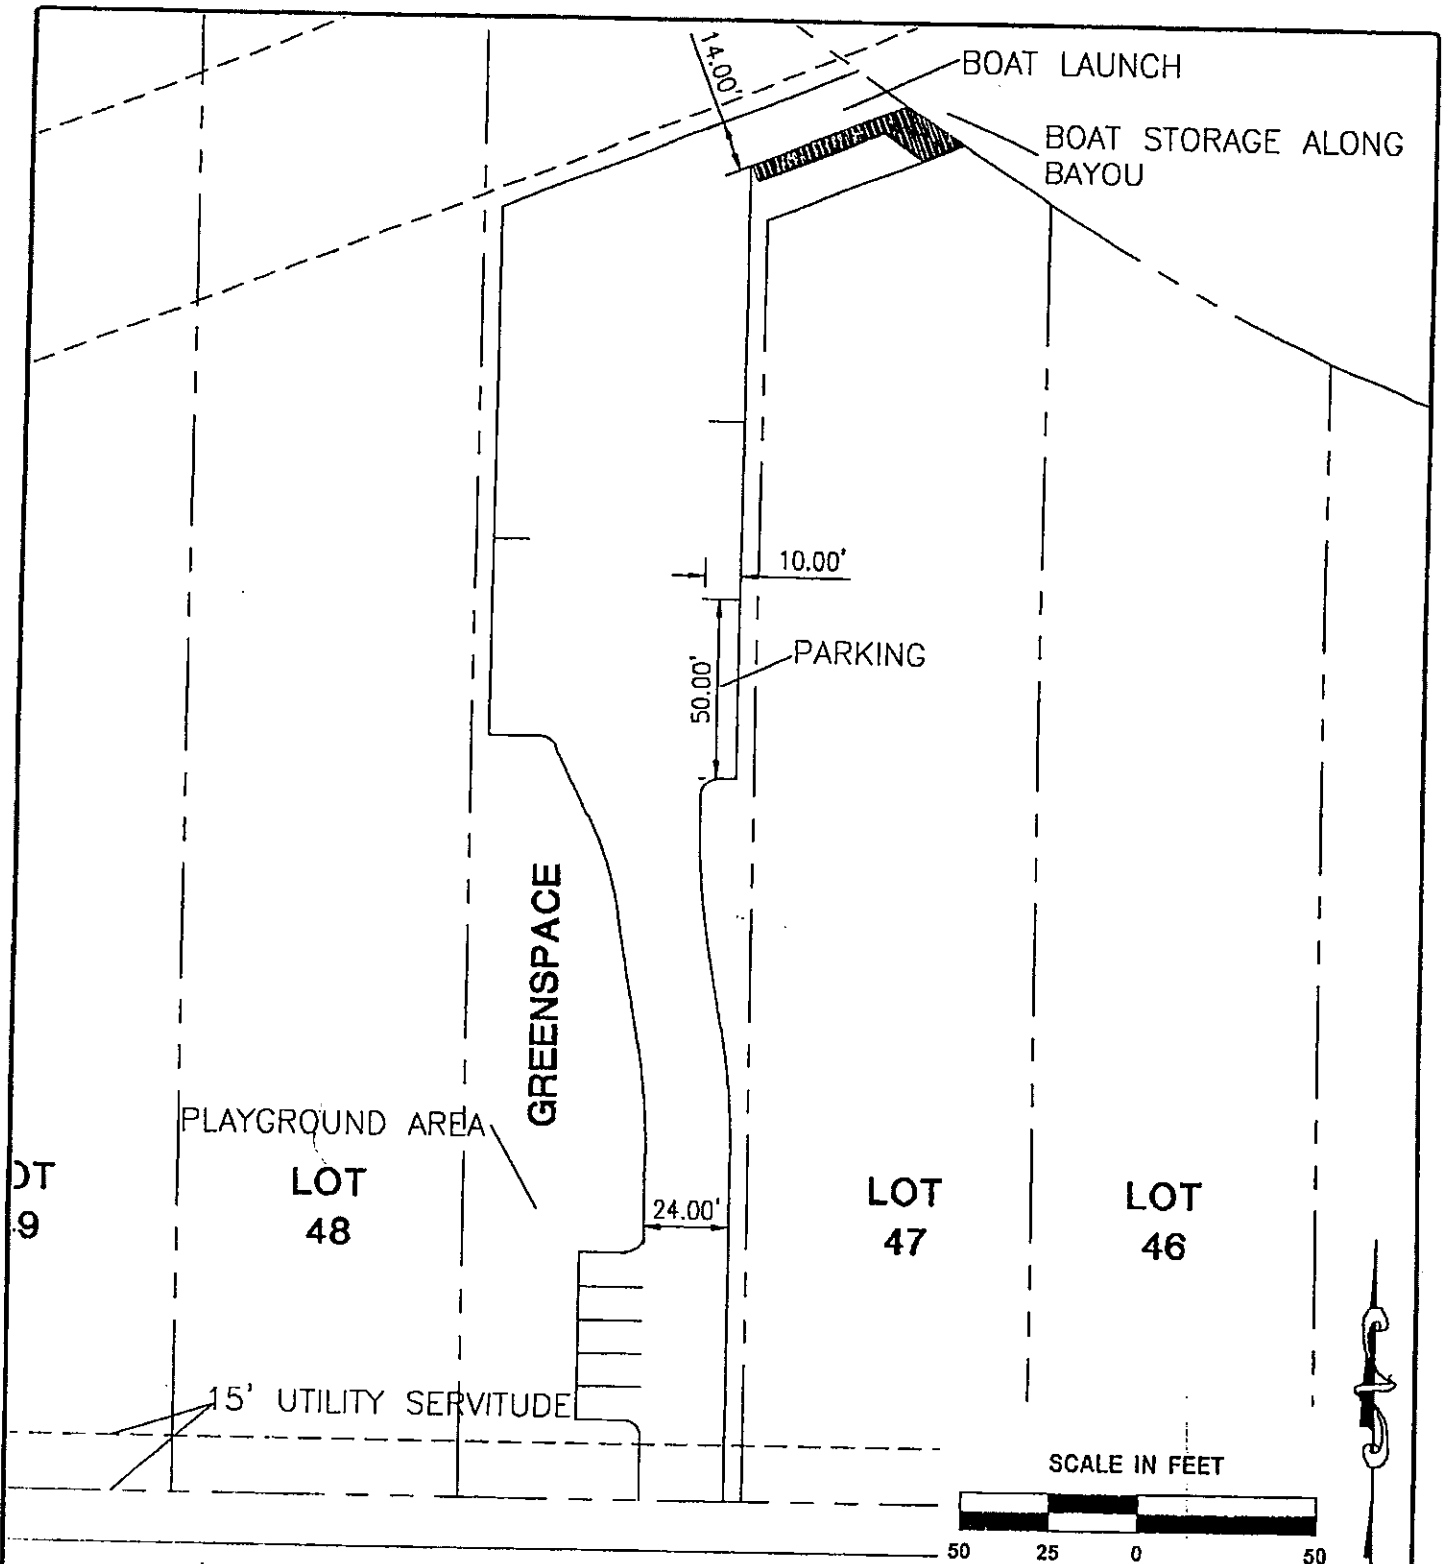 14.00'
BOAT LAUNCH
BOAT STORAGE ALONG
BAYOU
10.00'
PARKING
50.00'
GREENSPACE
PLAYGROUND AREA
LOT
48
24.00'
LOT
47
LOT
46
15' UTILITY SERVITUDE
SCALE IN FEET
50 25 0 50